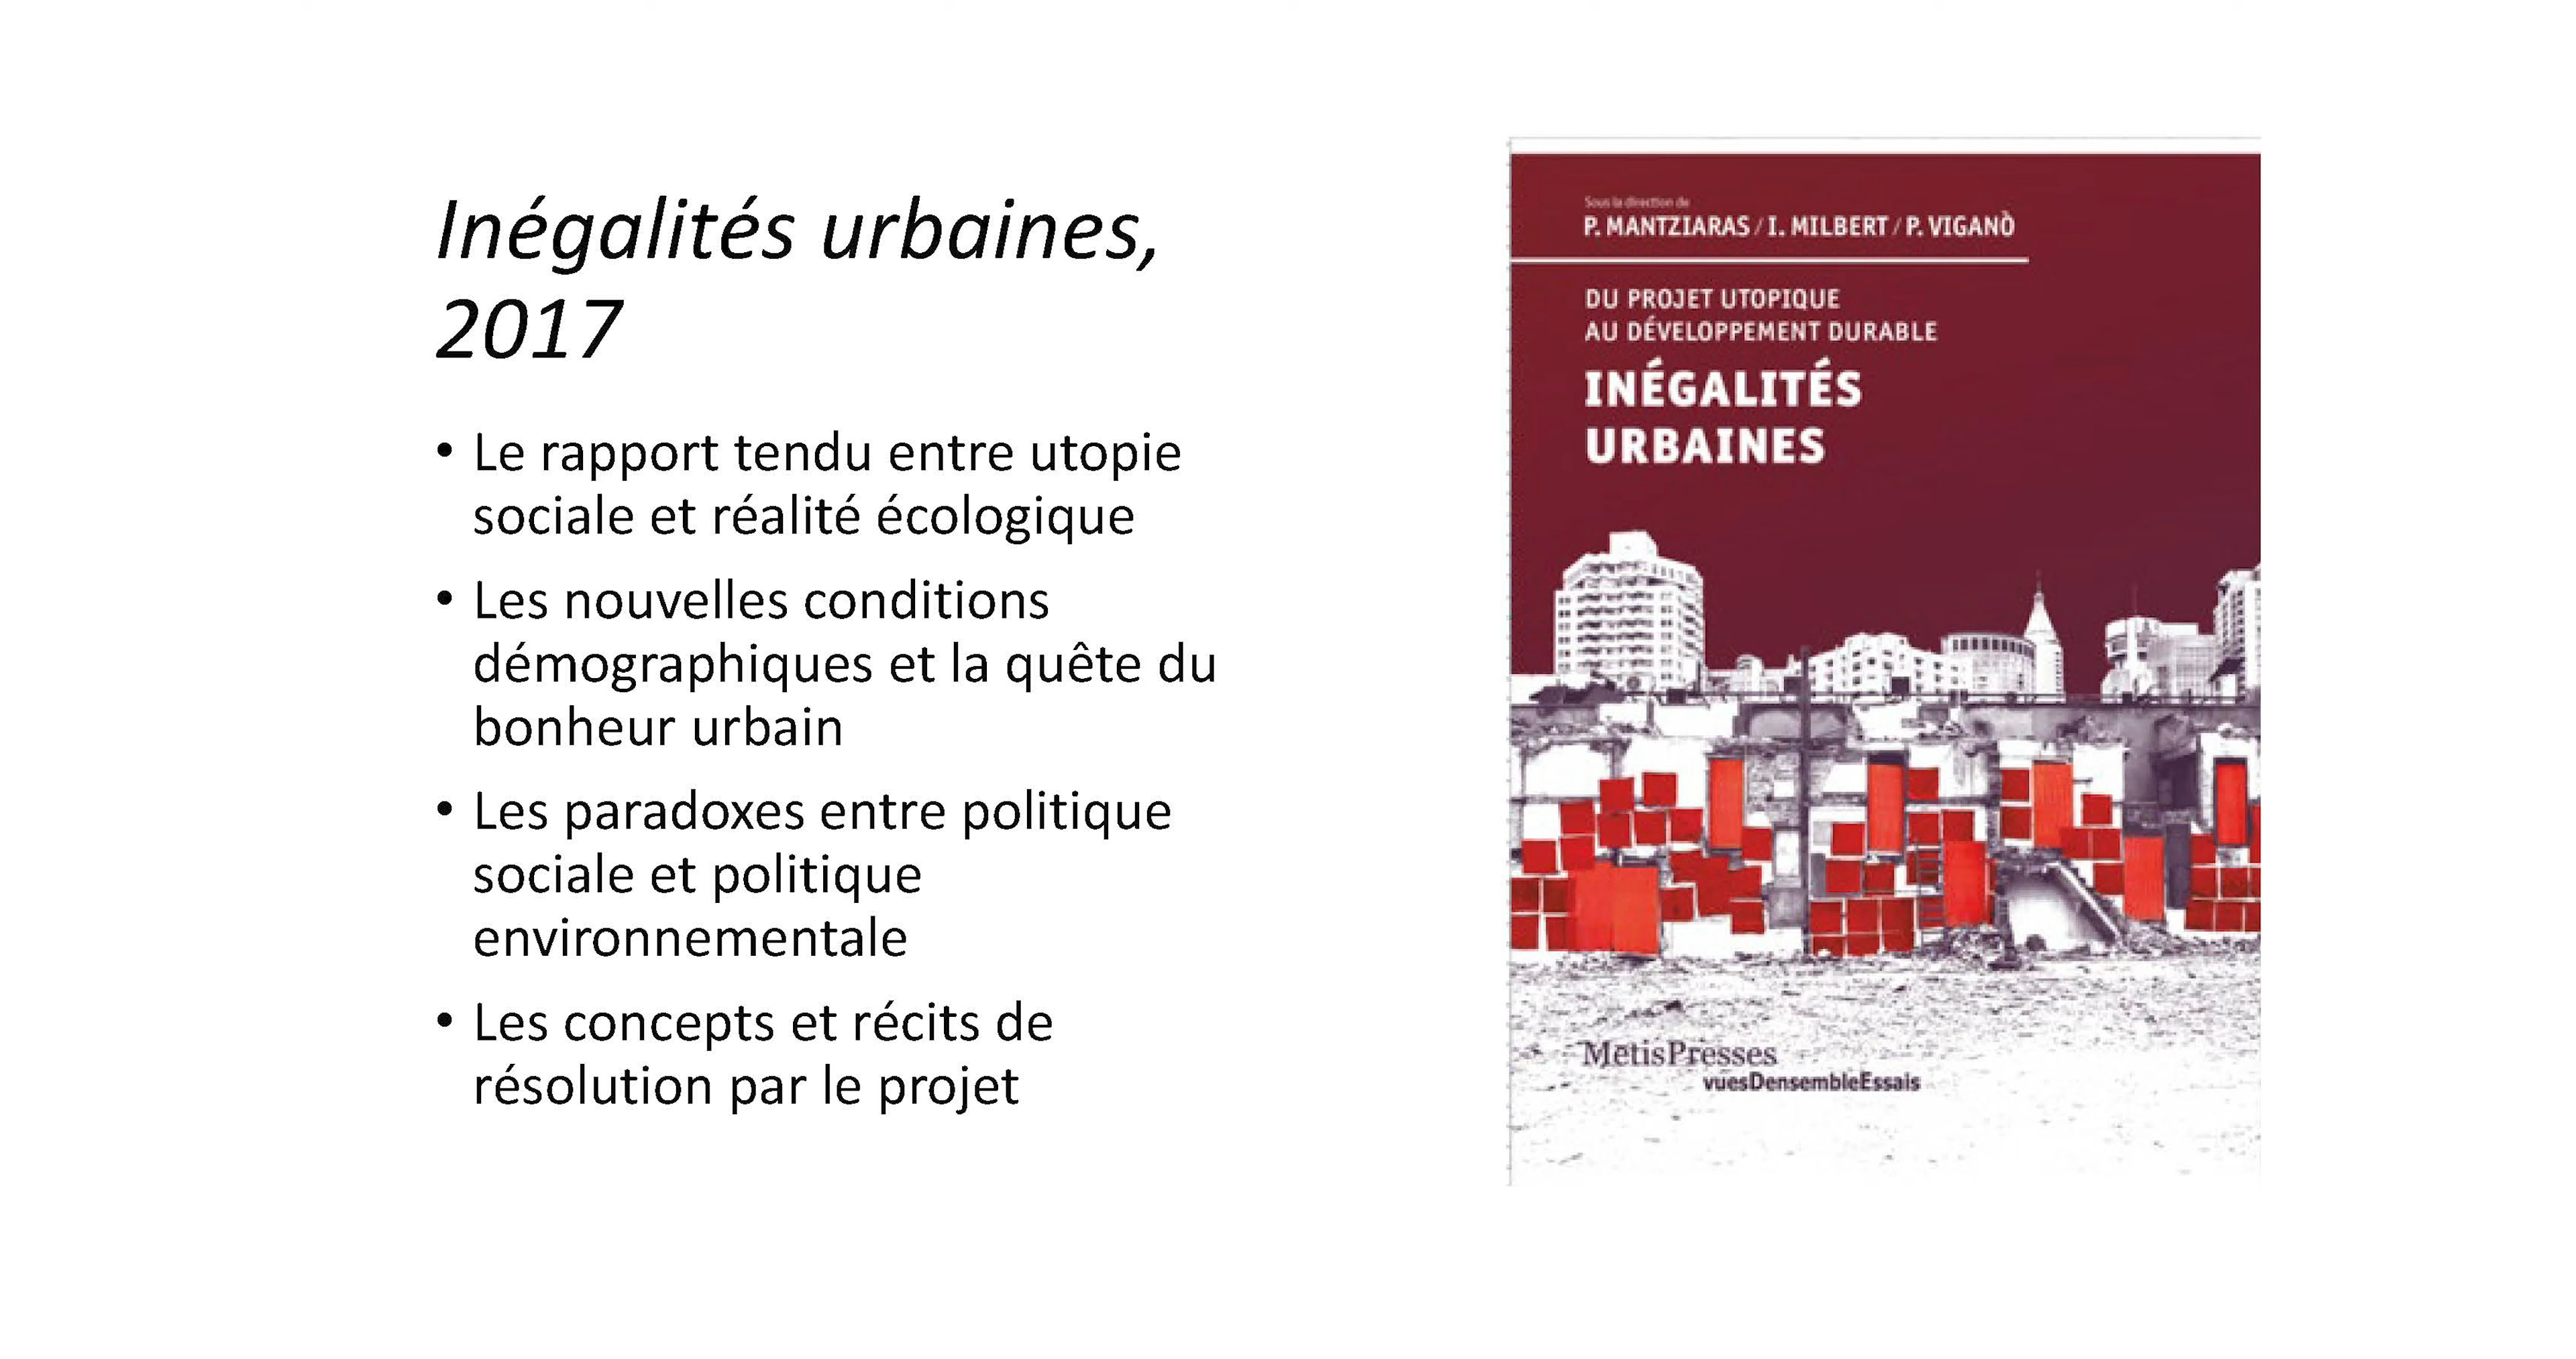 Inégalités urbaines,
2017
• Le rapport tendu entre utopie
sociale et réalité écologique
• Les nouvelles conditions
démographiques et la quête du
bonheur urbain
• Les paradoxes entre politique
sociale et politique
environnementale
• Les concepts et récits de
résolution par le projet
Sous la direction de
P. MANTZIARAS / I. MILBERT / P. VIGANÒ
DU PROJET UTOPIQUE
AU DÉVELOPPEMENT DURABLE
INÉGALITÉS
URBAINES
MētisPresses
vuesDensembleEssais